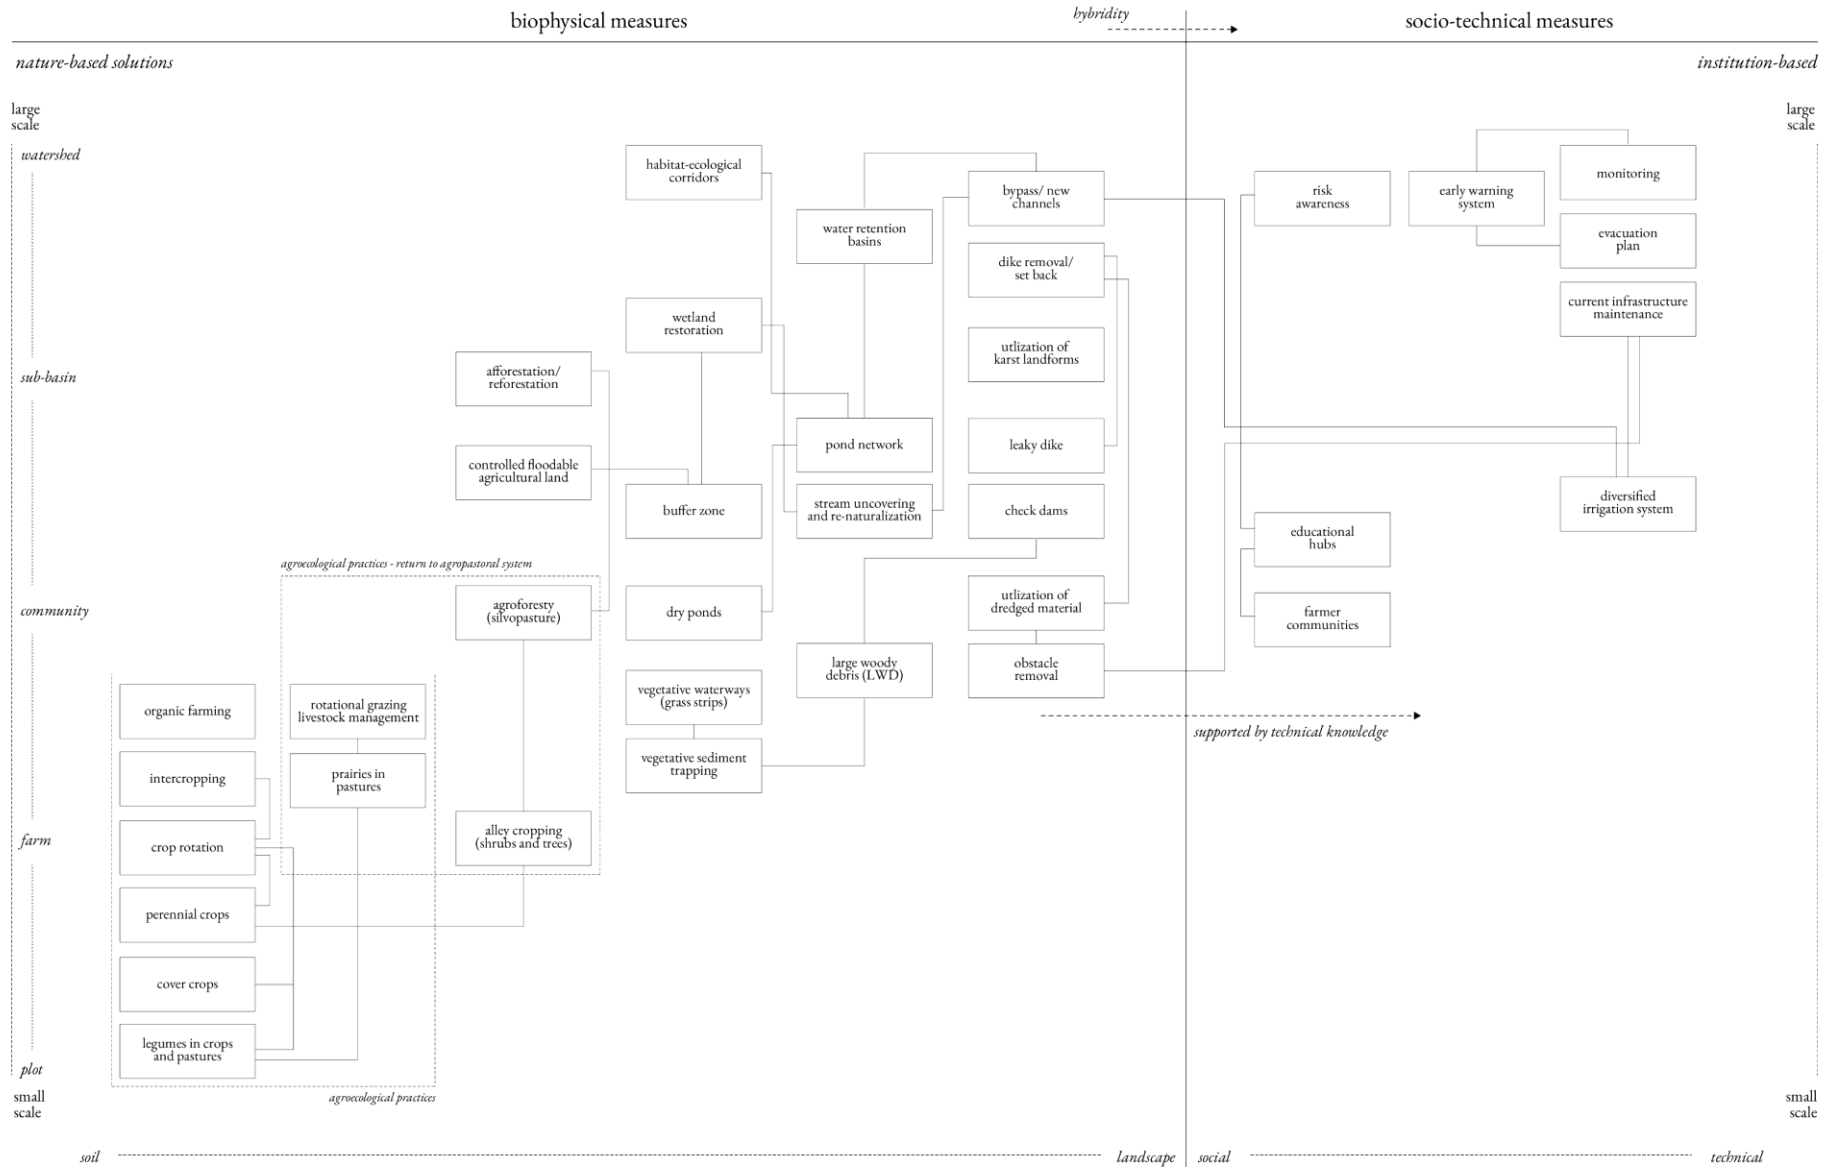 biophysical measures
hybridity
socio-technical measures
nature-based solutions
institution-based
large
scale
large
scale
watershed
habitat-ecological
corridors
water retention
basins
bypass/ new
channels
risk
awareness
early warning
system
monitoring
evacuation
plan
dike removal/
set back
current infrastructure
maintenance
wetland
restoration
utlization of
karst landforms
sub-basin
afforestation/
reforestation
pond network
leaky dike
controlled floodable
agricultural land
buffer zone
stream uncovering
and re-naturalization
check dams
diversified
irrigation system
educational
hubs
agroecological practices - return to agropastoral system
community
agroforesty
(silvopasture)
dry ponds
utlization of
dredged material
farmer
communities
large woody
debris (LWD)
obstacle
removal
organic farming
rotational grazing
livestock management
vegetative waterways
(grass strips)
supported by technical knowledge
intercropping
prairies in
pastures
vegetative sediment
trapping
farm
crop rotation
alley cropping
(shrubs and trees)
perennial crops
cover crops
legumes in crops
and pastures
plot
small
scale
agroecological practices
small
scale
soil
landscape
social
technical